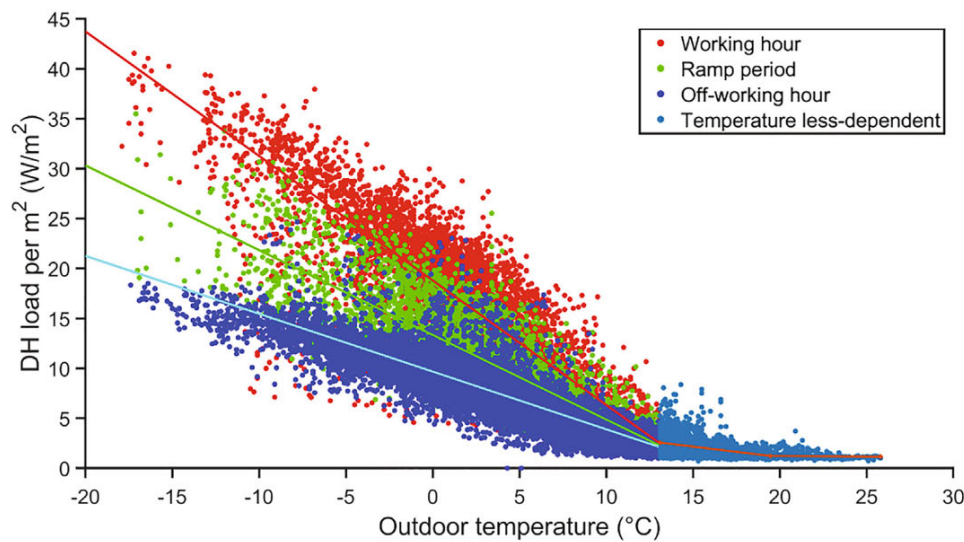 45
40
35
30
25
20
15
10
5
0
DH load per m² (W/m²)
Working hour
Ramp period
Off-working hour
Temperature less-dependent
-20 -15 -10 -5 0 5 10 15 20 25 30
Outdoor temperature (°C)